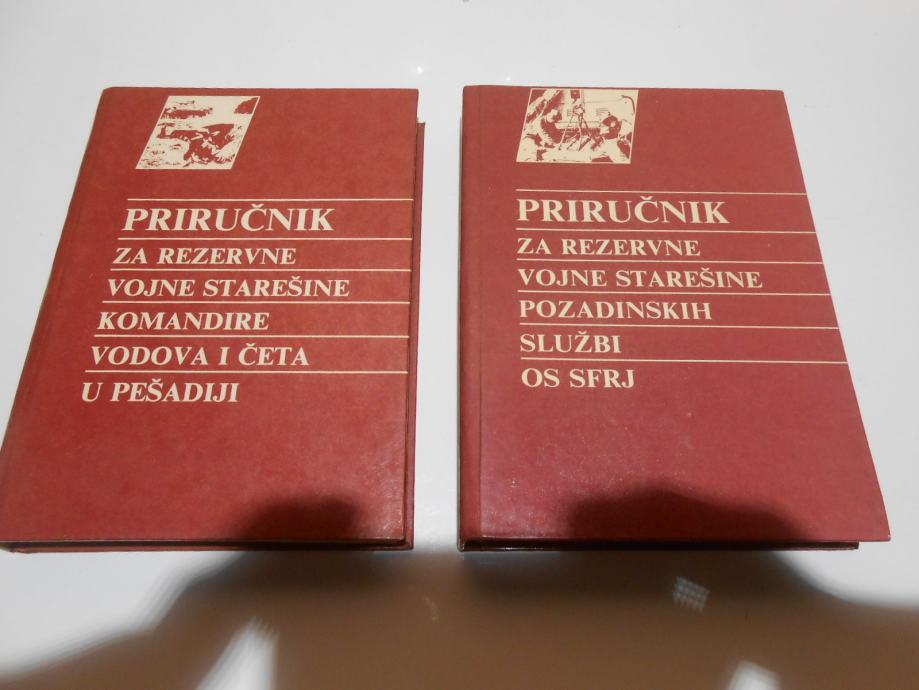 PRIRUČNIK
ZA REZERVNE
VOJNE STAREŠINE
KOMANDIRE
VODOVA I ČETA
U PEŠADIJI
PRIRUČNIK
ZA REZERVNE
VOJNE STAREŠINE
POZADINSKIH
SLUŽBI
OS SFRJ